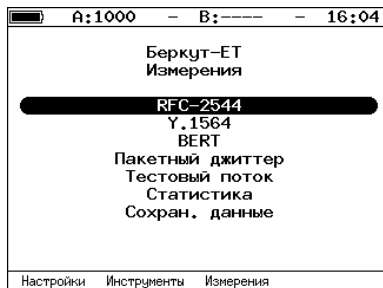 A:1000 – B:---- – 16:04
Беркут-ЕТ
Измерения
RFC-2544
Y.1564
BERT
Пакетный джиттер
Тестовый поток
Статистика
Сохран. данные
Настройки Инструменты Измерения